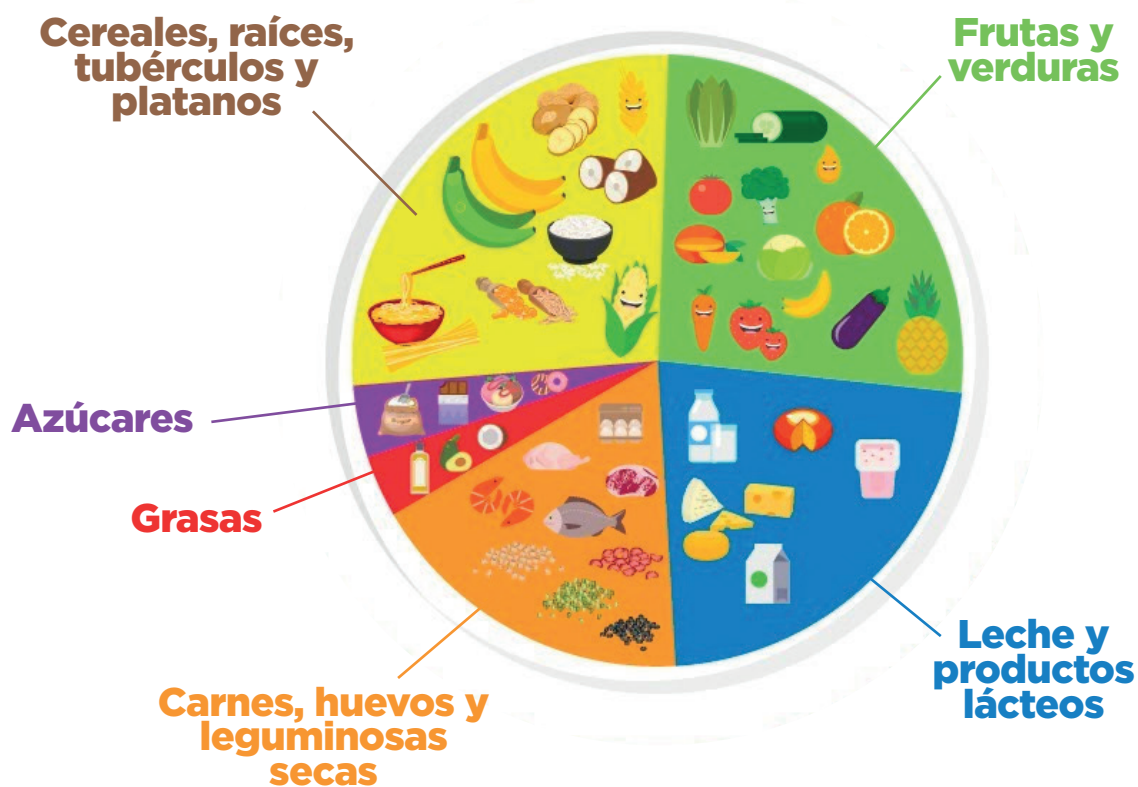 Cereales, raíces,
tubérculos y
platanos
Frutas y
verduras
Azúcares
Grasas
Carnes, huevos y
leguminosas
secas
Leche y
productos
lácteos